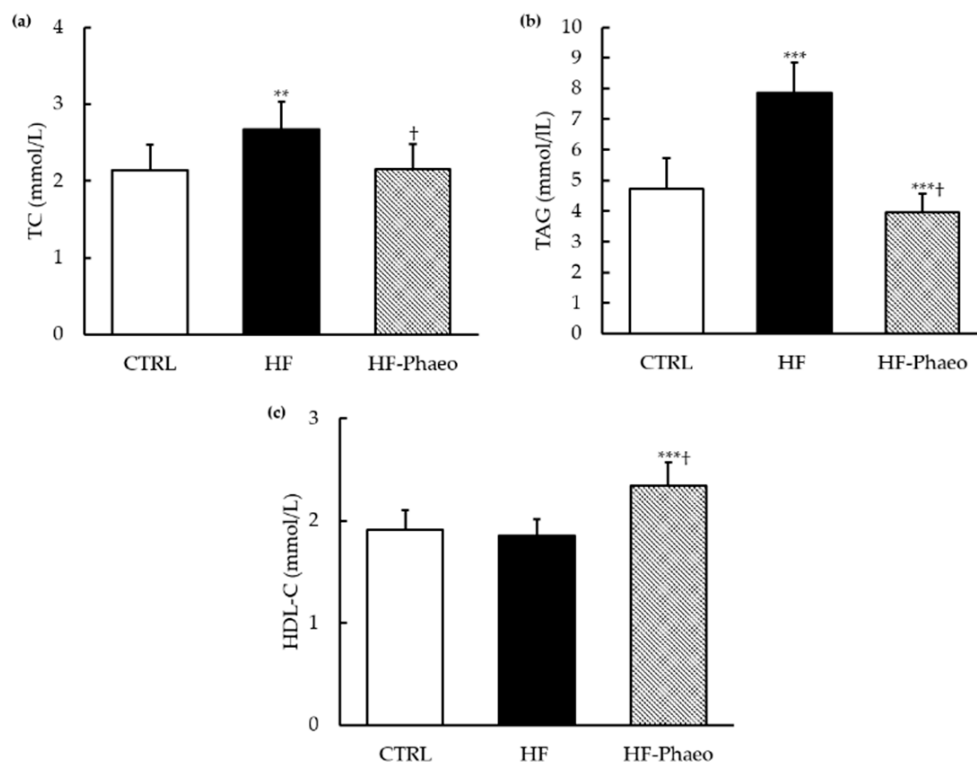 (a)
4
3
2
1
0
TC (mmol/L)
**
†
CTRL HF HF-Phaeo
(b)
10
9
8
7
6
5
4
3
2
1
0
TAG (mmol/lL)
***
***†
CTRL HF HF-Phaeo
(c)
3
2
1
0
HDL-C (mmol/L)
***†
CTRL HF HF-Phaeo